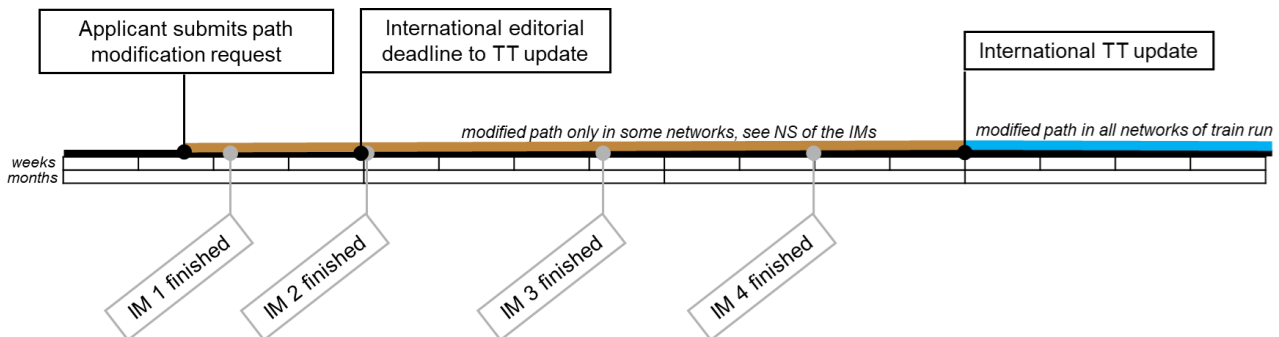 Applicant submits path
modification request
International editorial
deadline to TT update
International TT update
modified path only in some networks, see NS of the IMs
modified path in all networks of train run
weeks
months
IM 1 finished
IM 2 finished
IM 3 finished
IM 4 finished